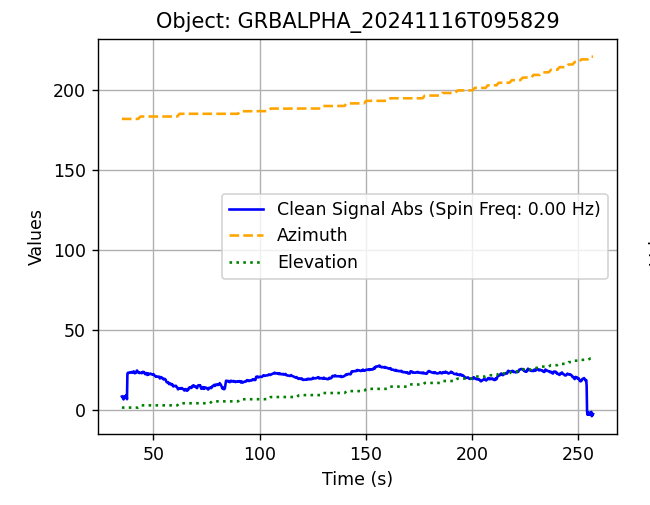 Object: GRBALPHA_20241116T095829
200
150
100
50
0
Values
Clean Signal Abs (Spin Freq: 0.00 Hz)
Azimuth
Elevation
50
100
150
200
250
Time (s)